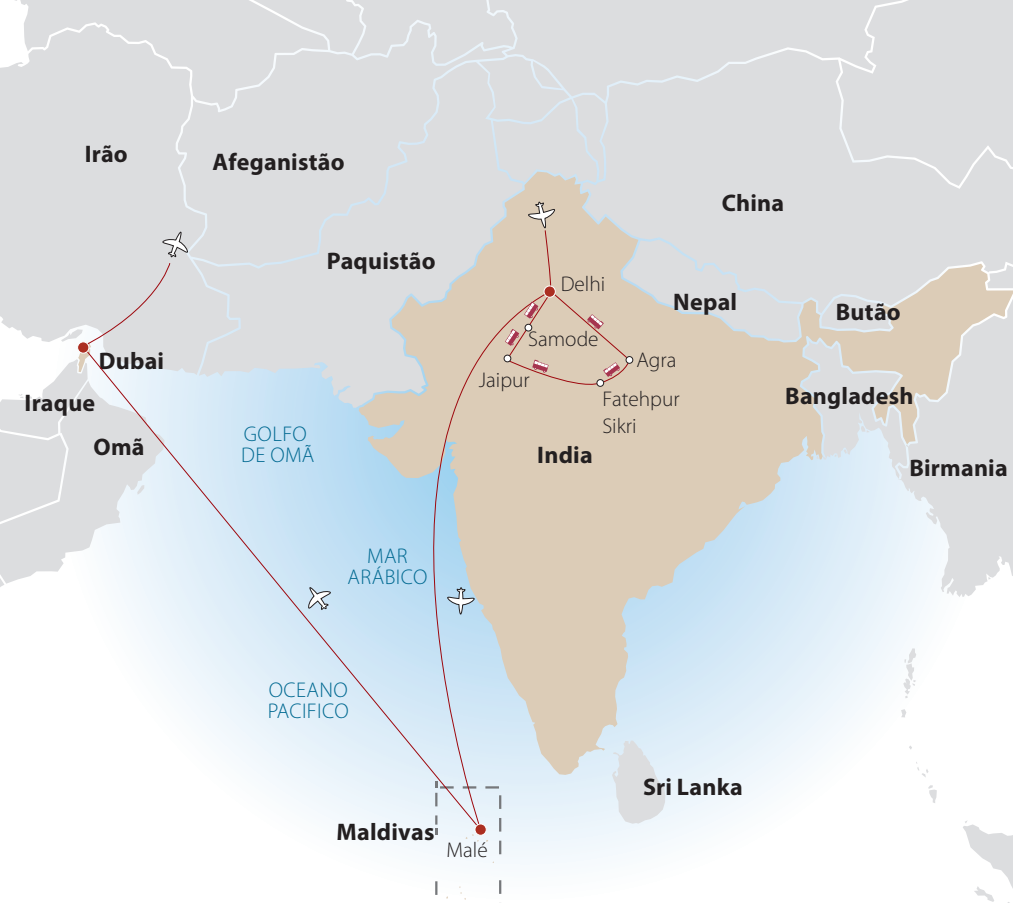 Irão
Afeganistão
China
Paquistão
Delhi
Nepal
Butão
Samode
Dubai
Agra
Jaipur
Iraque
Fatehpur
Sikri
Bangladesh
GOLFO
DE OMÃ
Omã
India
Birmania
MAR
ARÁBICO
OCEANO
PACIFICO
Sri Lanka
Maldivas
Malé